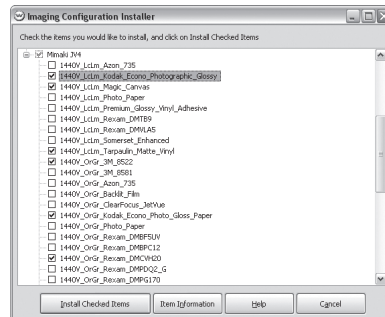 Imaging Configuration Installer
Check the items you would like to install, and click on Install Checked Items
Mimaki JV4
1440V_LcLm_Azon_735
1440V_LcLm_Kodak_Econo_Photographic_Glossy
1440V_LcLm_Magic_Canvas
1440V_LcLm_Photo_Paper
1440V_LcLm_Premium_Glossy_Vinyl_Adhesive
1440V_LcLm_Rexam_DMTB9
1440V_LcLm_Rexam_DMVLA5
1440V_LcLm_Somerset_Enhanced
1440V_LcLm_Tarpaulin_Matte_Vinyl
1440V_OrGr_3M_8522
1440V_OrGr_3M_8581
1440V_OrGr_Azon_735
1440V_OrGr_Backlit_Film
1440V_OrGr_ClearFocus_JetVue
1440V_OrGr_Kodak_Econo_Photo_Gloss_Paper
1440V_OrGr_Photo_Paper
1440V_OrGr_Rexam_DMBF5UV
1440V_OrGr_Rexam_DMBPC12
1440V_OrGr_Rexam_DMCVH20
1440V_OrGr_Rexam_DMPDQ2_G
1440V_OrGr_Rexam_DMPG170
Install Checked Items
Item Information
Help
Cancel